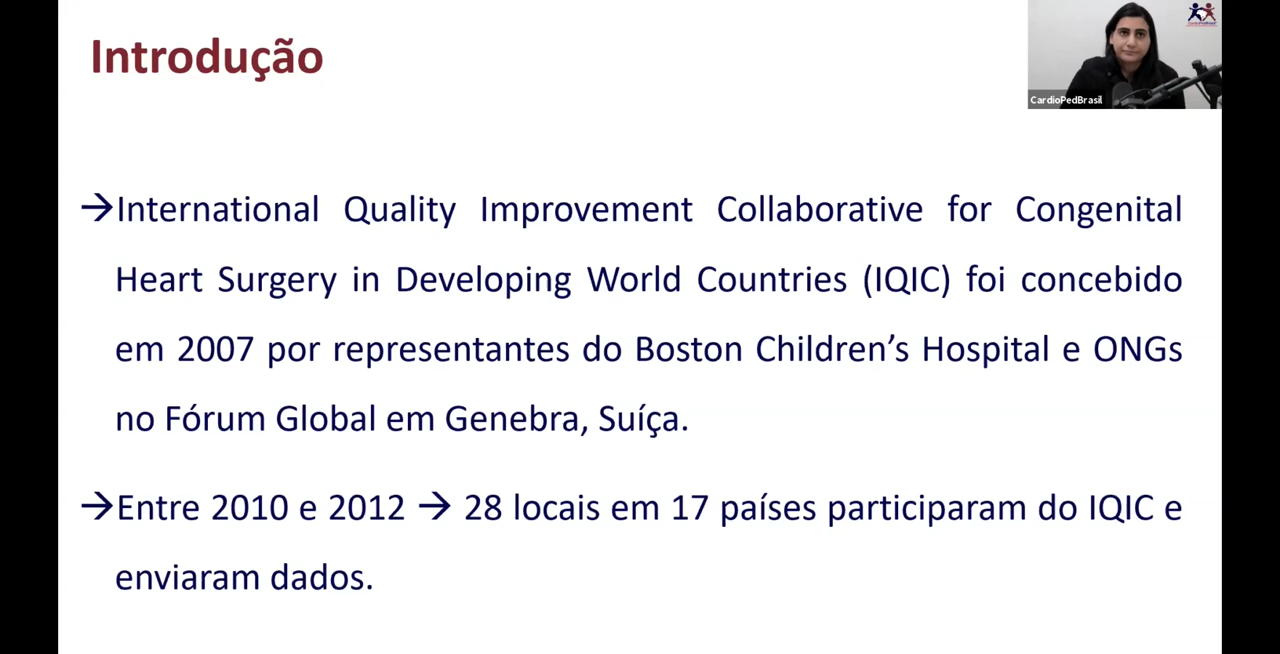 Introdução
CardioPedBrasil
→International Quality Improvement Collaborative for Congenital
Heart Surgery in Developing World Countries (IQIC) foi concebido
em 2007 por representantes do Boston Children’s Hospital e ONGs
no Fórum Global em Genebra, Suíça.
→Entre 2010 e 2012 → 28 locais em 17 países participaram do IQIC e
enviaram dados.